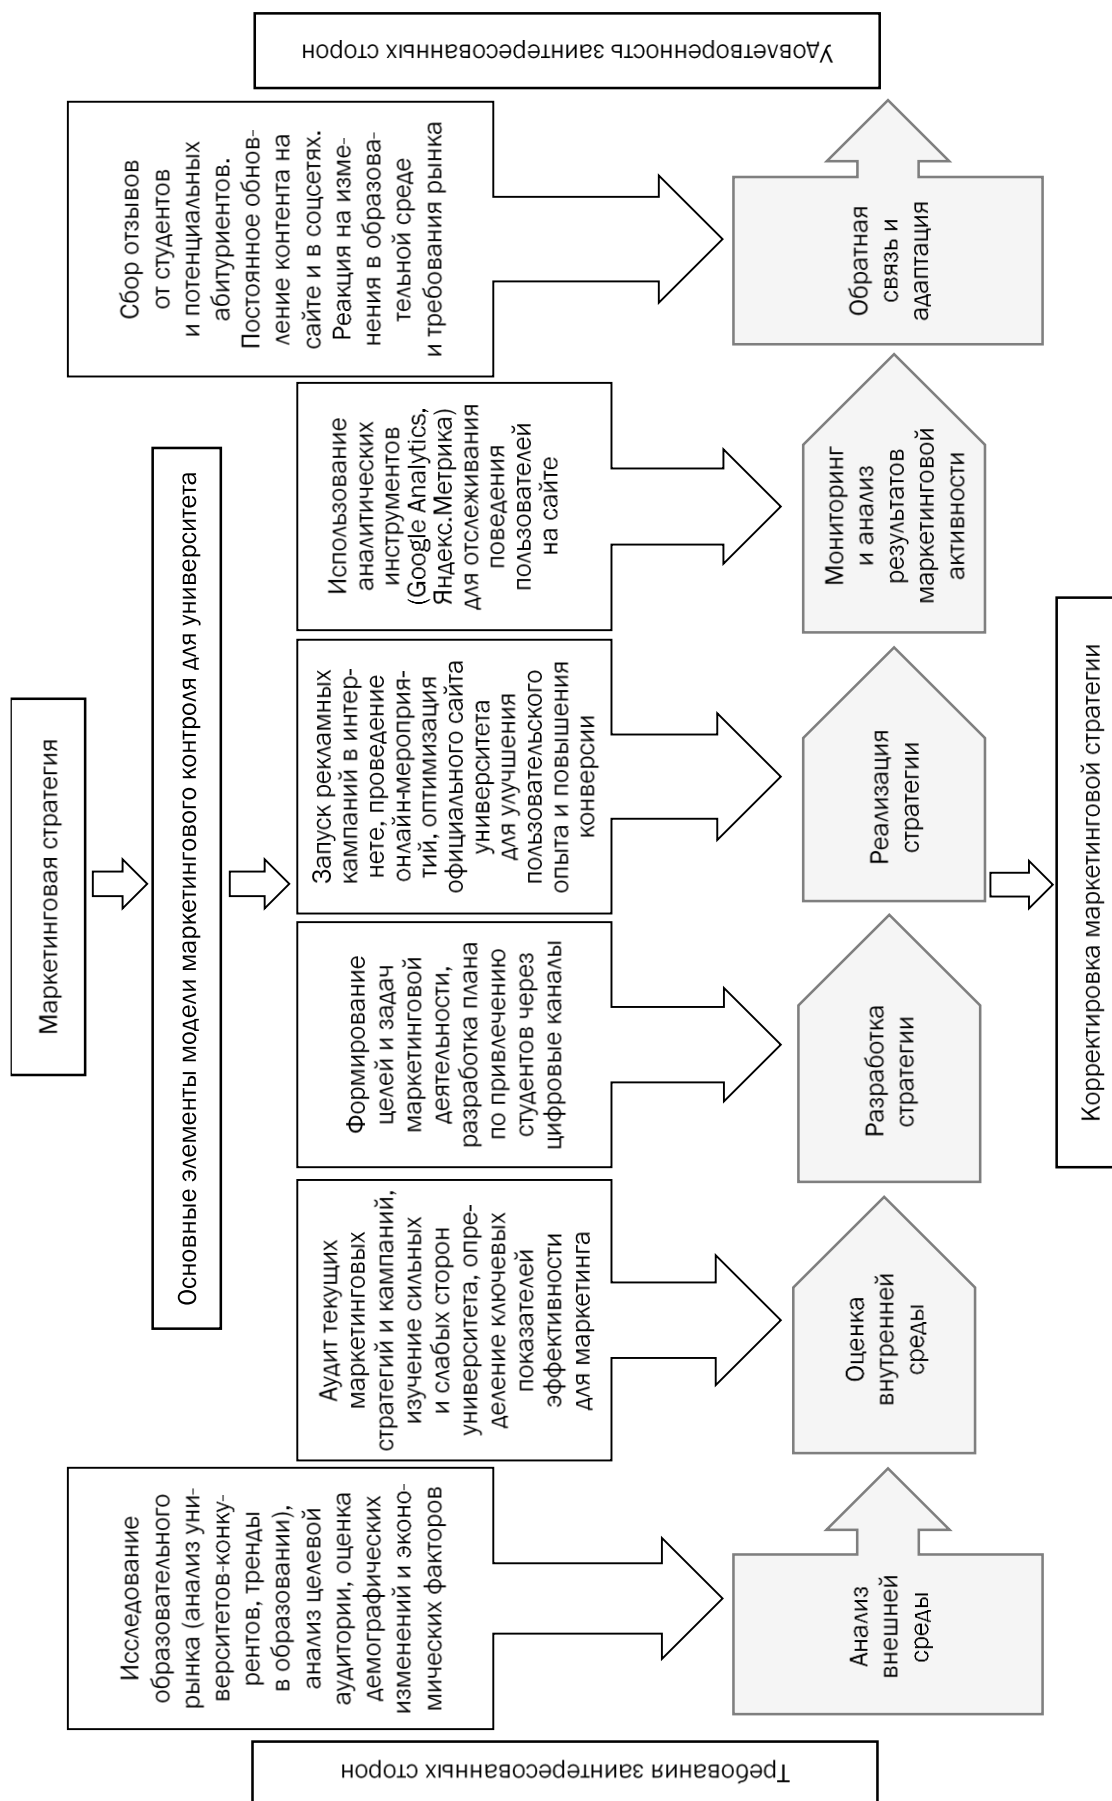 Маркетинговая стратегия
Основные элементы модели маркетингового контроля для университета
Требования заинтересованных сторон
Исследование
образовательного
рынка (анализ уни-
верситетов-конку-
рентов, тренды
в образовании),
анализ целевой
аудитории, оценка
демографических
изменений и эконо-
мических факторов
Аудит текущих
маркетинговых
стратегий и кампаний,
изучение сильных
и слабых сторон
университета, опре-
деление ключевых
показателей
эффективности
для маркетинга
Формирование
целей и задач
маркетинговой
деятельности,
разработка плана
по привлечению
студентов через
цифровые каналы
Запуск рекламных
кампаний в интер-
нете, проведение
онлайн-мероприя-
тий, оптимизация
официального сайта
университета
для улучшения
пользовательского
опыта и повышения
конверсии
Использование
аналитических
инструментов
(Google Analytics,
Яндекс.Метрика)
для отслеживания
поведения
пользователей
на сайте
Сбор отзывов
от студентов
и потенциальных
абитуриентов.
Постоянное обнов-
ление контента на
сайте и в соцсетях.
Реакция на изме-
нения в образова-
тельной среде
и требования рынка
Удовлетворенность заинтересованных сторон
Анализ
внешней
среды
Оценка
внутренней
среды
Разработка
стратегии
Реализация
стратегии
Мониторинг
и анализ
результатов
маркетинговой
активности
Обратная
связь и
адаптация
Корректировка маркетинговой стратегии